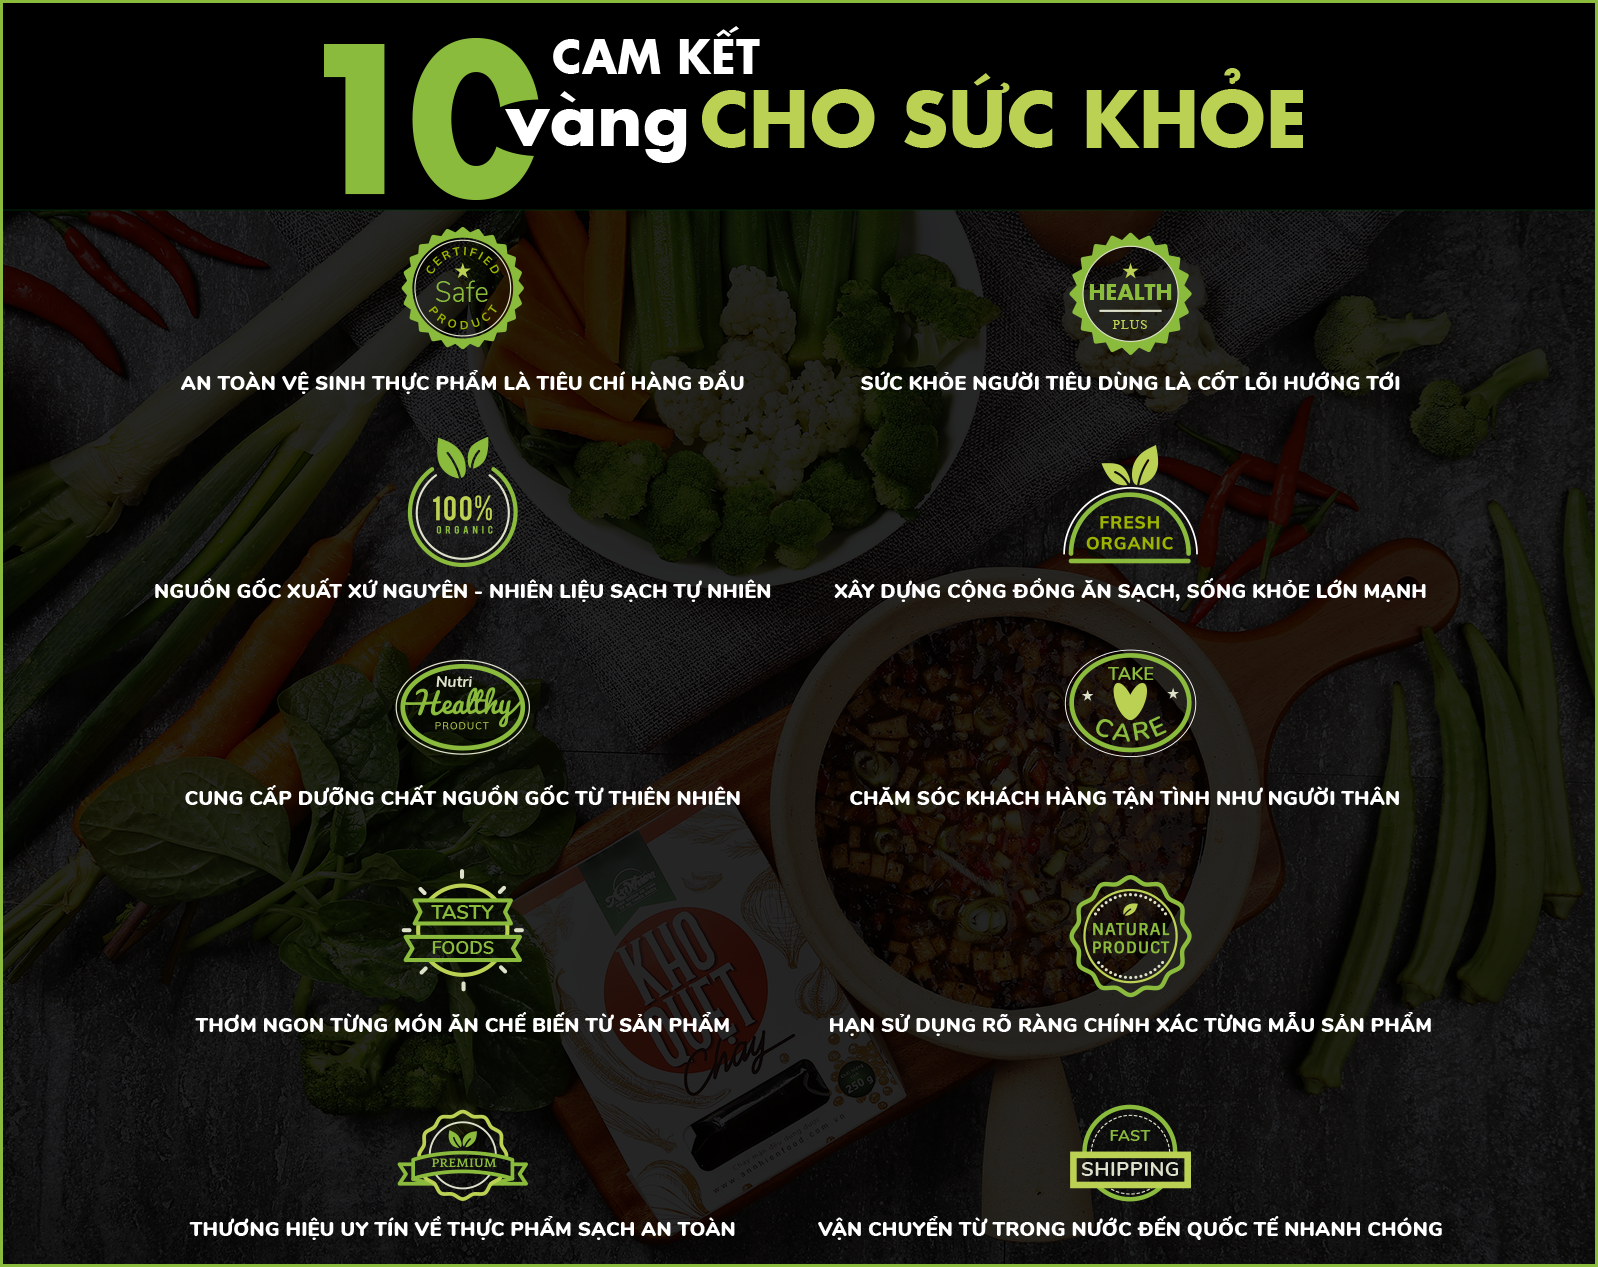 10 CAM KẾT
vàng CHO SỨC KHỎE
CERTIFIED
Safe
PRODUCT
AN TOÀN VỆ SINH THỰC PHẨM LÀ TIÊU CHÍ HÀNG ĐẦU
HEALTH
PLUS
SỨC KHỎE NGƯỜI TIÊU DÙNG LÀ CỐT LÕI HƯỚNG TỚI
100%
ORGANIC
NGUỒN GỐC XUẤT XỨ NGUYÊN - NHIÊN LIỆU SẠCH TỰ NHIÊN
FRESH
ORGANIC
XÂY DỰNG CỘNG ĐỒNG ĂN SẠCH, SỐNG KHỎE LỚN MẠNH
Nutri
Healthy
PRODUCT
CUNG CẤP DƯỠNG CHẤT NGUỒN GỐC TỪ THIÊN NHIÊN
TAKE
CARE
CHĂM SÓC KHÁCH HÀNG TẬN TÌNH NHƯ NGƯỜI THÂN
TASTY
FOODS
THƠM NGON TỪNG MÓN ĂN CHẾ BIẾN TỪ SẢN PHẨM
NATURAL
PRODUCT
HẠN SỬ DỤNG RÕ RÀNG CHÍNH XÁC TỪNG MẪU SẢN PHẨM
KHO
QUẸT
Chay
250 g
PREMIUM
THƯƠNG HIỆU UY TÍN VỀ THỰC PHẨM SẠCH AN TOÀN
FAST
SHIPPING
VẬN CHUYỂN TỪ TRONG NƯỚC ĐẾN QUỐC TẾ NHANH CHÓNG